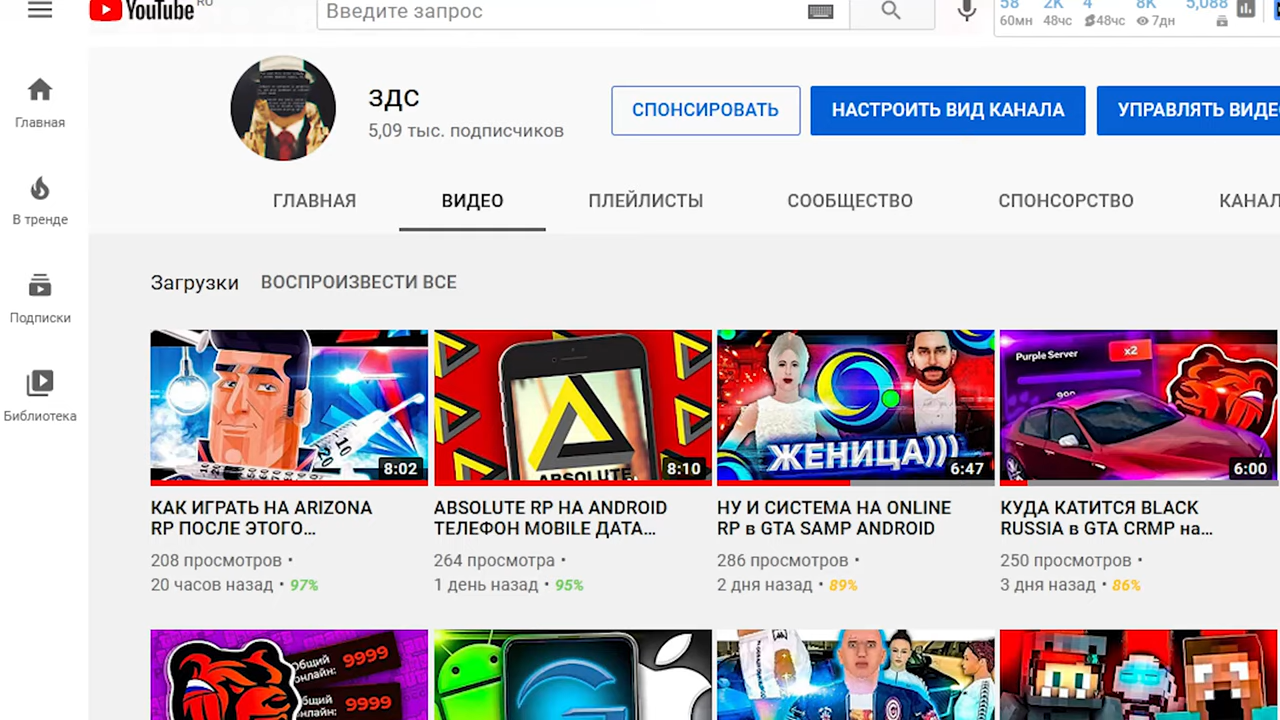 YouTube RU
Введите запрос
58 2K 4 8K 5,088
60мн 48чс 48чс 7дн
Главная
В тренде
Подписки
Библиотека
ЗДС
5,09 тыс. подписчиков
СПОНСИРОВАТЬ
НАСТРОИТЬ ВИД КАНАЛА
УПРАВЛЯТЬ ВИДЕ
ГЛАВНАЯ ВИДЕО ПЛЕЙЛИСТЫ СООБЩЕСТВО СПОНСОРСТВО КАНАЛ
Загрузки ВОСПРОИЗВЕСТИ ВСЕ
8:02
ABSOLUTE
8:10
ЖЕНИЦА)))
6:47
Purple Server
x2
6:00
КАК ИГРАТЬ НА ARIZONA
RP ПОСЛЕ ЭТОГО...
208 просмотров •
20 часов назад • 97%
ABSOLUTE RP НА ANDROID
ТЕЛЕФОН MOBILE ДАТА...
264 просмотра •
1 день назад • 95%
НУ И СИСТЕМА НА ONLINE
RP в GTA SAMP ANDROID
286 просмотров •
2 дня назад • 89%
КУДА КАТИТСЯ BLACK
RUSSIA в GTA CRMP на...
250 просмотров •
3 дня назад • 86%
Общий
онлайн: 9999
Общий
онлайн: 9999